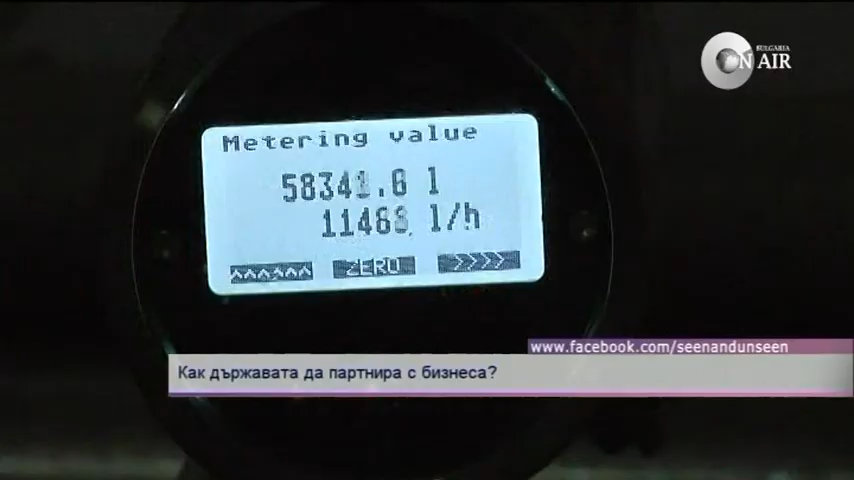 BULGARIA
ON AIR
Metering value
l
l/h
ZERO
www.facebook.com/seenandunseen
Как държавата да партнира с бизнеса?